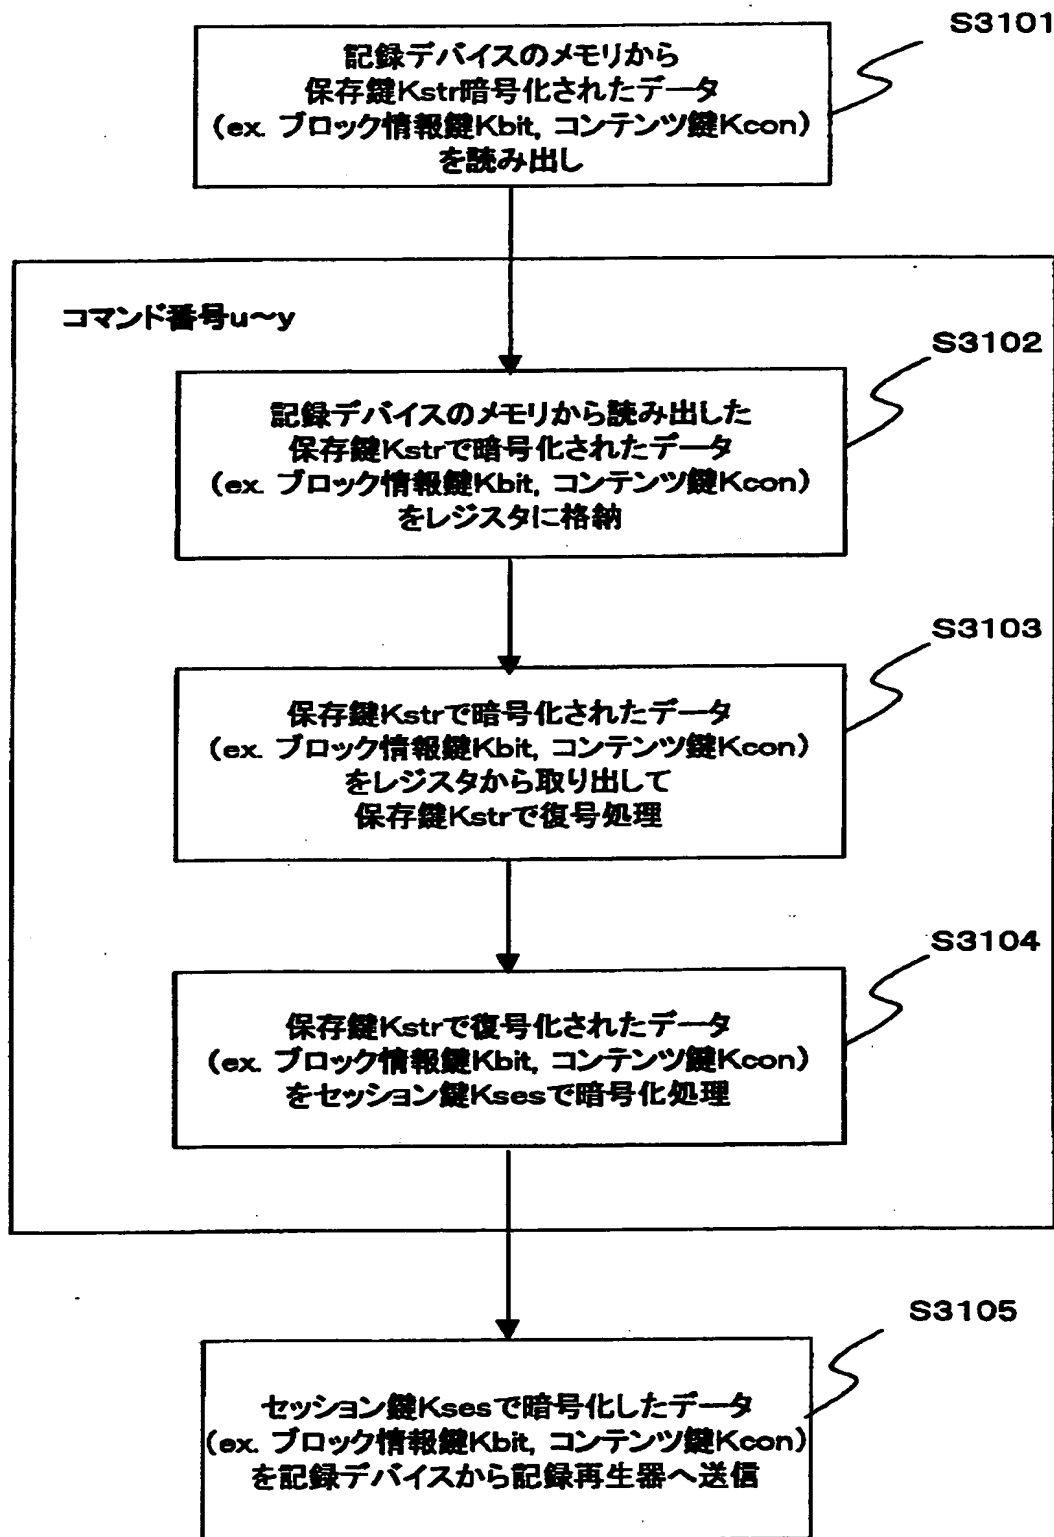 S3101
記録デバイスのメモリから
保存鍵Kstr暗号化されたデータ
(ex. ブロック情報鍵Kbit, コンテンツ鍵Kcon)
を読み出し
コマンド番号u～y
S3102
記録デバイスのメモリから読み出した
保存鍵Kstrで暗号化されたデータ
(ex. ブロック情報鍵Kbit, コンテンツ鍵Kcon)
をレジスタに格納
S3103
保存鍵Kstrで暗号化されたデータ
(ex. ブロック情報鍵Kbit, コンテンツ鍵Kcon)
をレジスタから取り出して
保存鍵Kstrで復号処理
S3104
保存鍵Kstrで復号化されたデータ
(ex. ブロック情報鍵Kbit, コンテンツ鍵Kcon)
をセッション鍵Ksesで暗号化処理
S3105
セッション鍵Ksesで暗号化したデータ
(ex. ブロック情報鍵Kbit, コンテンツ鍵Kcon)
を記録デバイスから記録再生器へ送信